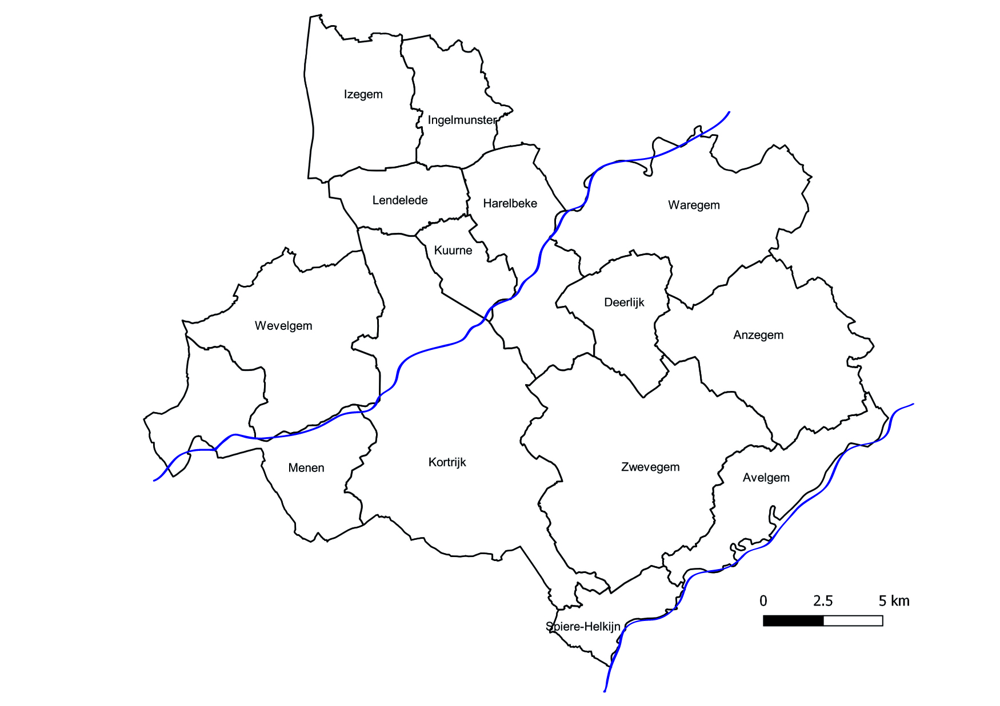 Izegem
Ingelmunster
Lendelede
Harelbeke
Waregem
Kuurne
Deerlijk
Wevelgem
Anzegem
Menen
Kortrijk
Zwevegem
Avelgem
0 2.5 5 km
Spiere-Helkijn